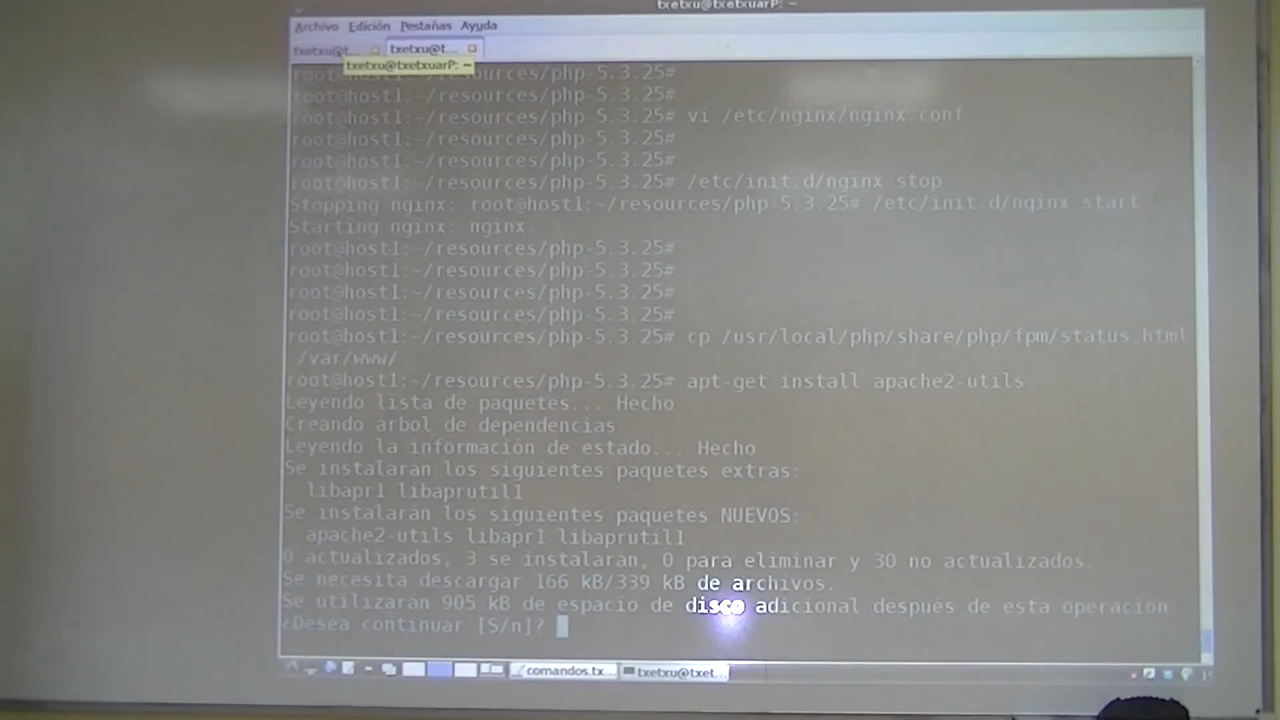 txetxu@txetxuarP: ~
Archivo Edición Pestañas Ayuda
txetxu@t... txetxu@t...
txetxu@txetxuarP: ~
root@host1:~/resources/php-5.3.25#
root@host1:~/resources/php-5.3.25#
root@host1:~/resources/php-5.3.25# vi /etc/nginx/nginx.conf
root@host1:~/resources/php-5.3.25#
root@host1:~/resources/php-5.3.25#
root@host1:~/resources/php-5.3.25# /etc/init.d/nginx stop
Stopping nginx: root@host1:~/resources/php-5.3.25# /etc/init.d/nginx start
Starting nginx: nginx.
root@host1:~/resources/php-5.3.25#
root@host1:~/resources/php-5.3.25#
root@host1:~/resources/php-5.3.25#
root@host1:~/resources/php-5.3.25#
root@host1:~/resources/php-5.3.25# cp /usr/local/php/share/php/fpm/status.html
/var/www/
root@host1:~/resources/php-5.3.25# apt-get install apache2-utils
Leyendo lista de paquetes... Hecho
Creando árbol de dependencias
Leyendo la información de estado... Hecho
Se instalarán los siguientes paquetes extras:
libapr1 libaprutil1
Se instalarán los siguientes paquetes NUEVOS:
apache2-utils libapr1 libaprutil1
0 actualizados, 3 se instalarán, 0 para eliminar y 30 no actualizados.
Se necesita descargar 166 kB/339 kB de archivos.
Se utilizarán 905 kB de espacio de disco adicional después de esta operación.
¿Desea continuar [S/n]?
comandos.tx... txetxu@txet...